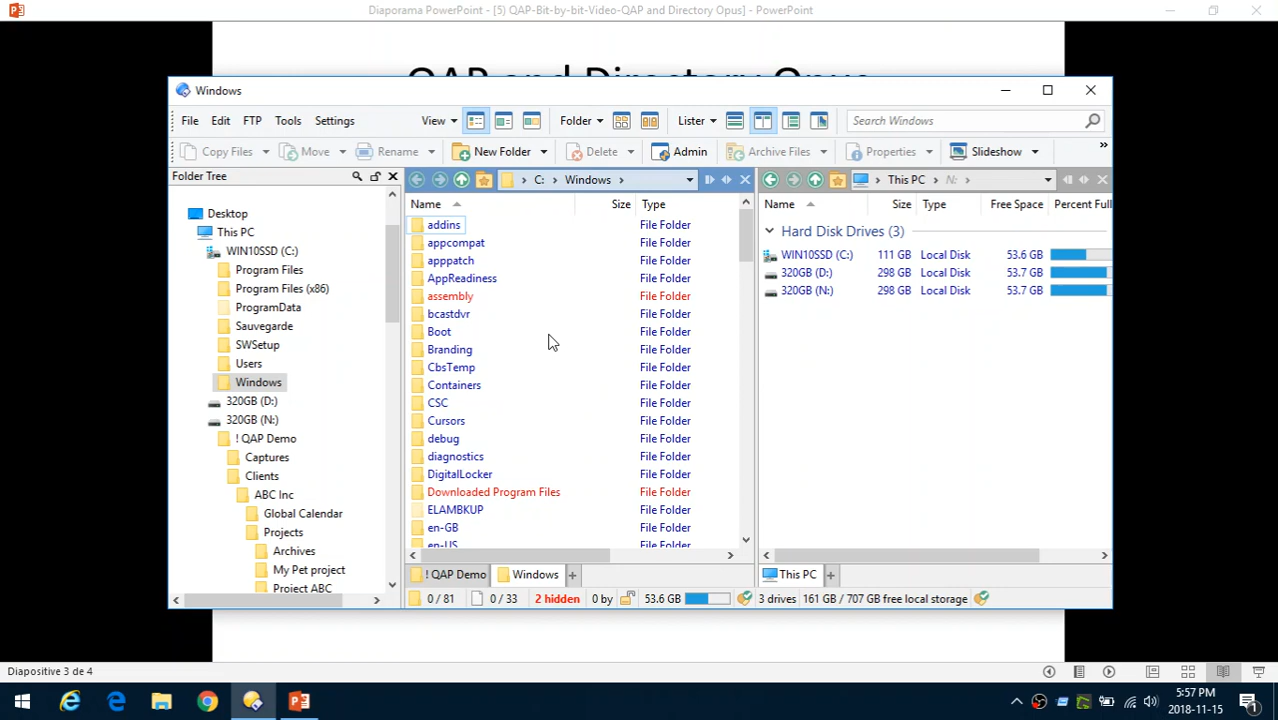 Diaporama PowerPoint - [5) QAP-Bit-by-bit-Video-QAP and Directory Opus] - PowerPoint
QAP and Directory Opus
Windows
File Edit FTP Tools Settings View Folder Lister Search Windows
Copy Files Move Rename New Folder Delete Admin Archive Files Properties Slideshow »
Folder Tree
Desktop
This PC
WIN10SSD (C:)
Program Files
Program Files (x86)
ProgramData
Sauvegarde
SWSetup
Users
Windows
320GB (D:)
320GB (N:)
! QAP Demo
Captures
Clients
ABC Inc
Global Calendar
Projects
Archives
My Pet project
Project ABC
C: Windows
Name Size Type
addins File Folder
appcompat File Folder
apppatch File Folder
AppReadiness File Folder
assembly File Folder
bcastdvr File Folder
Boot File Folder
Branding File Folder
CbsTemp File Folder
Containers File Folder
CSC File Folder
Cursors File Folder
debug File Folder
diagnostics File Folder
DigitalLocker File Folder
Downloaded Program Files File Folder
ELAMBKUP File Folder
en-GB File Folder
en-US File Folder
! QAP Demo Windows +
0 / 81 0 / 33 2 hidden 0 by 53.6 GB
This PC N:
Name Size Type Free Space Percent Full
Hard Disk Drives (3)
WIN10SSD (C:) 111 GB Local Disk 53.6 GB
320GB (D:) 298 GB Local Disk 53.7 GB
320GB (N:) 298 GB Local Disk 53.7 GB
This PC +
3 drives 161 GB / 707 GB free local storage
Diapositive 3 de 4
5:57 PM
2018-11-15
1